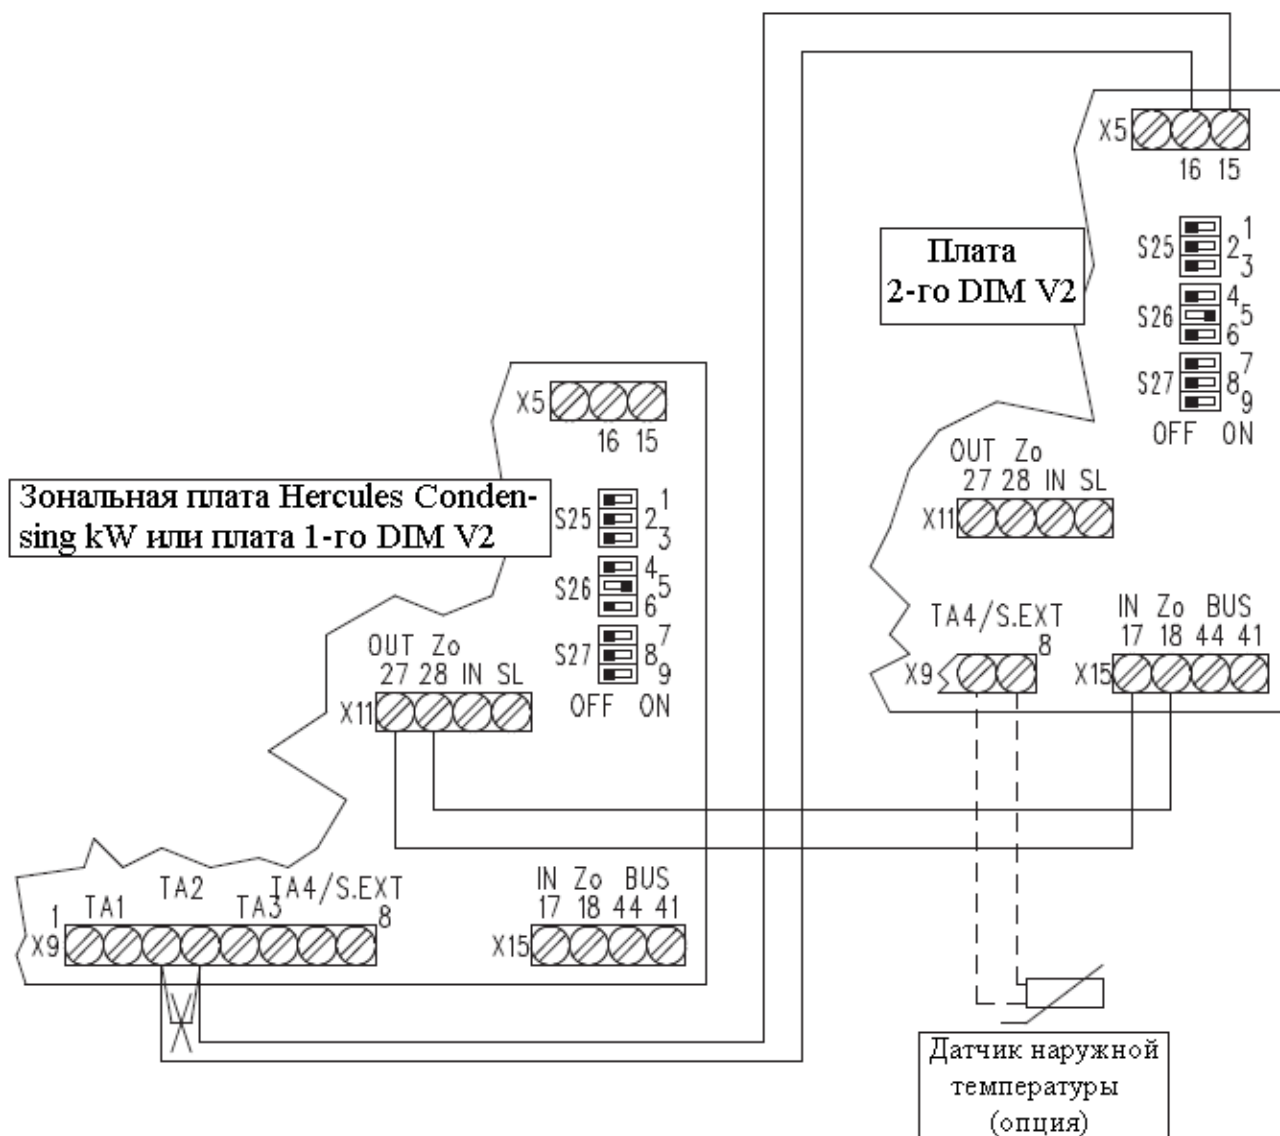 X5
16 15
S25
1
2
3
Плата
2-го DIM V2
S26
4
5
6
S27
7
8
9
OFF ON
X5
16 15
OUT Zo
27 28 IN SL
X11
Зональная плата Hercules Conden-
sing kW или плата 1-го DIM V2
S25
1
2
3
S26
4
5
6
S27
7
8
9
OFF ON
OUT Zo
27 28 IN SL
X11
TA4/S.EXT
8
X9
IN Zo BUS
17 18 44 41
X15
1
TA1
TA2
TA3
TA4/S.EXT
8
X9
IN Zo BUS
17 18 44 41
X15
Датчик наружной
температуры
(опция)